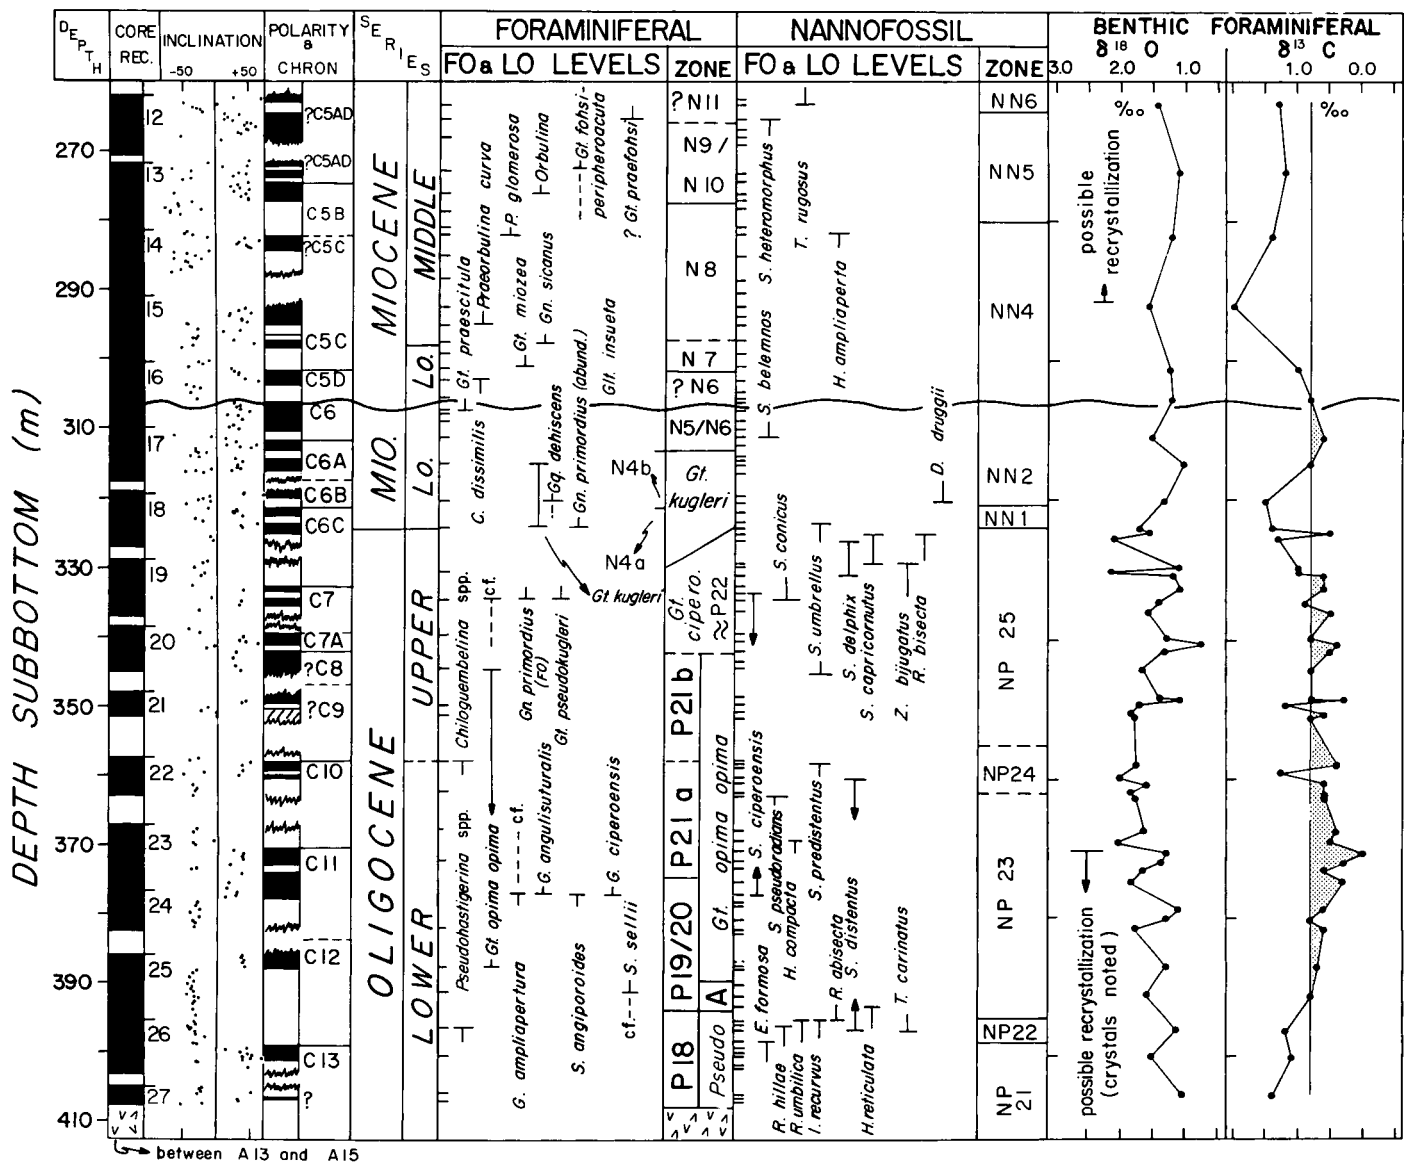 DEPTH
CORE REC.
INCLINATION
-50 +50
POLARITY & CHRON
SERIES
FORAMINIFERAL
FO & LO LEVELS
ZONE
NANNOFOSSIL
FO & LO LEVELS
ZONE
BENTHIC FORAMINIFERAL
δ18 O
δ13 C
3.0 2.0 1.0
1.0 0.0
‰
‰
DEPTH SUBBOTTOM (m)
270
290
310
330
350
370
390
410
12
13
14
15
16
17
18
19
20
21
22
23
24
25
26
27
?C5AD
?C5AD
C5B
?C5C
C5C
C5D
C6
C6A
C6B
C6C
C7
C7A
?C8
?C9
C10
C11
C12
C13
?
MIOCENE
MIDDLE
LO.
MIO.
LO.
OLIGOCENE
UPPER
LOWER
Gt. praescitula
Praeorbulina curva
P. glomerosa
Orbulina
Gt. fohsi-
peripheroacuta
? Gt. praefohsi
Gt. miozea
Gn. sicanus
Glt. insueta
C. dissimilis
Gq. dehiscens
Gn. primordius (abund.)
N4b
N4a
Gt. kugleri
Chiloguembelina spp.
cf.
Gn. primordius
(FO)
Gt. pseudokugleri
Pseudohastigerina spp.
Gt. opima opima
cf.
G. angulisuturalis
G. ciperoensis
G. ampliapertura
S. angiporoides
cf.
S. sellii
? N11
N9/
N10
N8
N7
? N6
N5/N6
Gt.
kugleri
Gt.
cipero.
≈P22
P21b
P21a
Gt. opima opima
P19/20
A
P18
Pseudo
S. heteromorphus
T. rugosus
S. belemnos
H. ampliaperta
D. druggii
S. conicus
S. umbrellus
S. delphix
S. capricornutus
Z. bijugatus
R. bisecta
S. ciperoensis
S. pseudoradians
H. compacta
S. predistentus
S. distentus
R. abisecta
E. formosa
T. carinatus
R. hillae
R. umbilica
I. recurvus
H. reticulata
NN6
NN5
NN4
NN2
NN1
NP 25
NP24
NP 23
NP22
NP 21
possible
recrystallization
possible recrystallization
(crystals noted)
between A13 and A15